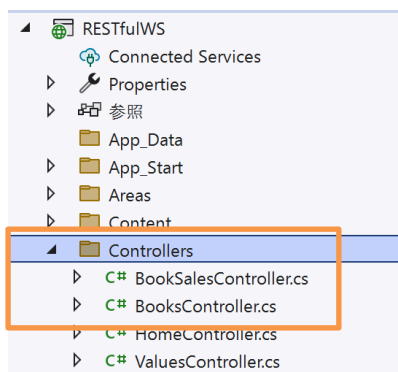 RESTfulWS
Connected Services
Properties
参照
App_Data
App_Start
Areas
Content
Controllers
C# BookSalesController.cs
C# BooksController.cs
C# HomeController.cs
C# ValuesController.cs